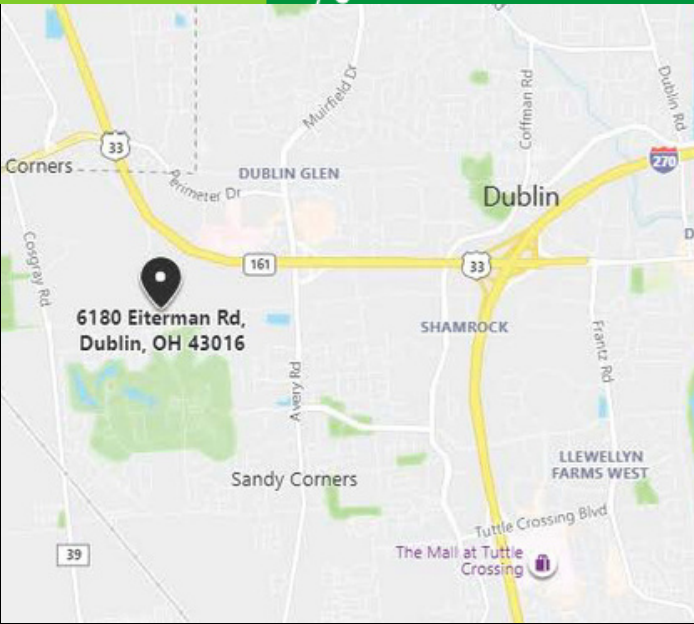 Muirfield Dr
Coffman Rd
Dublin Rd
33
270
Corners
Perimeter Dr
DUBLIN GLEN
Dublin
Cosgray Rd
161
33
6180 Eiterman Rd,
Dublin, OH 43016
SHAMROCK
Frantz Rd
Avery Rd
LLEWELLYN
FARMS WEST
Sandy Corners
Tuttle Crossing Blvd
The Mall at Tuttle
Crossing
39